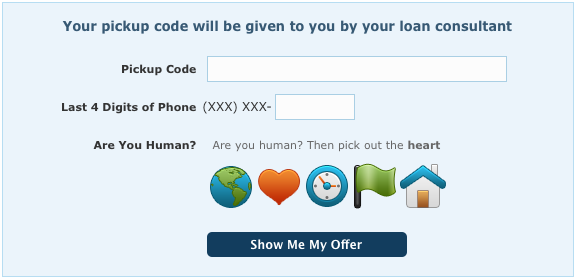 Your pickup code will be given to you by your loan consultant
Pickup Code
Last 4 Digits of Phone (XXX) XXX-
Are You Human? Are you human? Then pick out the heart
Show Me My Offer